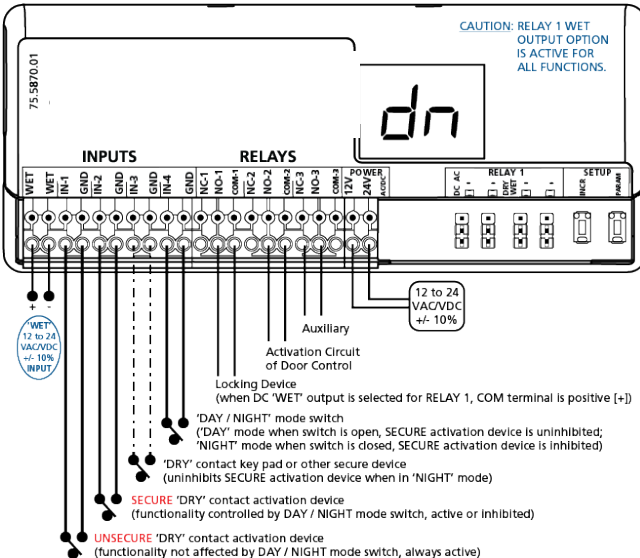 CAUTION: RELAY 1 WET
OUTPUT OPTION
IS ACTIVE FOR
ALL FUNCTIONS.
75.5870.01
dn
INPUTS
RELAYS
WET
WET
IN-1
GND
IN-2
GND
IN-3
GND
IN-4
GND
NC-1
NO-1
COM-1
NC-2
NO-2
COM-2
NC-3
NO-3
COM-3
POWER
12V
24V
AC/DC
DC
AC
RELAY 1
DRY
WET
SETUP
INCR
PARAM
+ -
'WET'
12 to 24
VAC/VDC
+/- 10%
INPUT
12 to 24
VAC/VDC
+/- 10%
Auxiliary
Activation Circuit
of Door Control
Locking Device
(when DC 'WET' output is selected for RELAY 1, COM terminal is positive [+])
'DAY / NIGHT' mode switch
('DAY' mode when switch is open, SECURE activation device is uninhibited;
'NIGHT' mode when switch is closed, SECURE activation device is inhibited)
'DRY' contact key pad or other secure device
(uninhibits SECURE activation device when in 'NIGHT' mode)
SECURE 'DRY' contact activation device
(functionality controlled by DAY / NIGHT mode switch, active or inhibited)
UNSECURE 'DRY' contact activation device
(functionality not affected by DAY / NIGHT mode switch, always active)